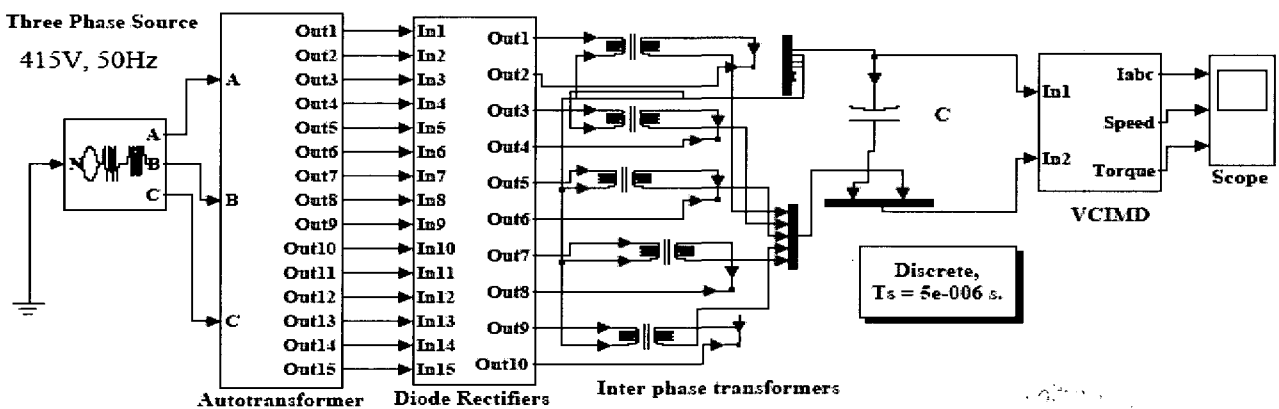 Three Phase Source
415V, 50Hz
A
B
C
N
A
B
C
Out1
Out2
Out3
Out4
Out5
Out6
Out7
Out8
Out9
Out10
Out11
Out12
Out13
Out14
Out15
Autotransformer
In1
In2
In3
In4
In5
In6
In7
In8
In9
In10
In11
In12
In13
In14
In15
Out1
Out2
Out3
Out4
Out5
Out6
Out7
Out8
Out9
Out10
Diode Rectifiers
Inter phase transformers
C
In1
In2
Iabc
Speed
Torque
VCIMD
Scope
Discrete,
Ts = 5e-006 s.